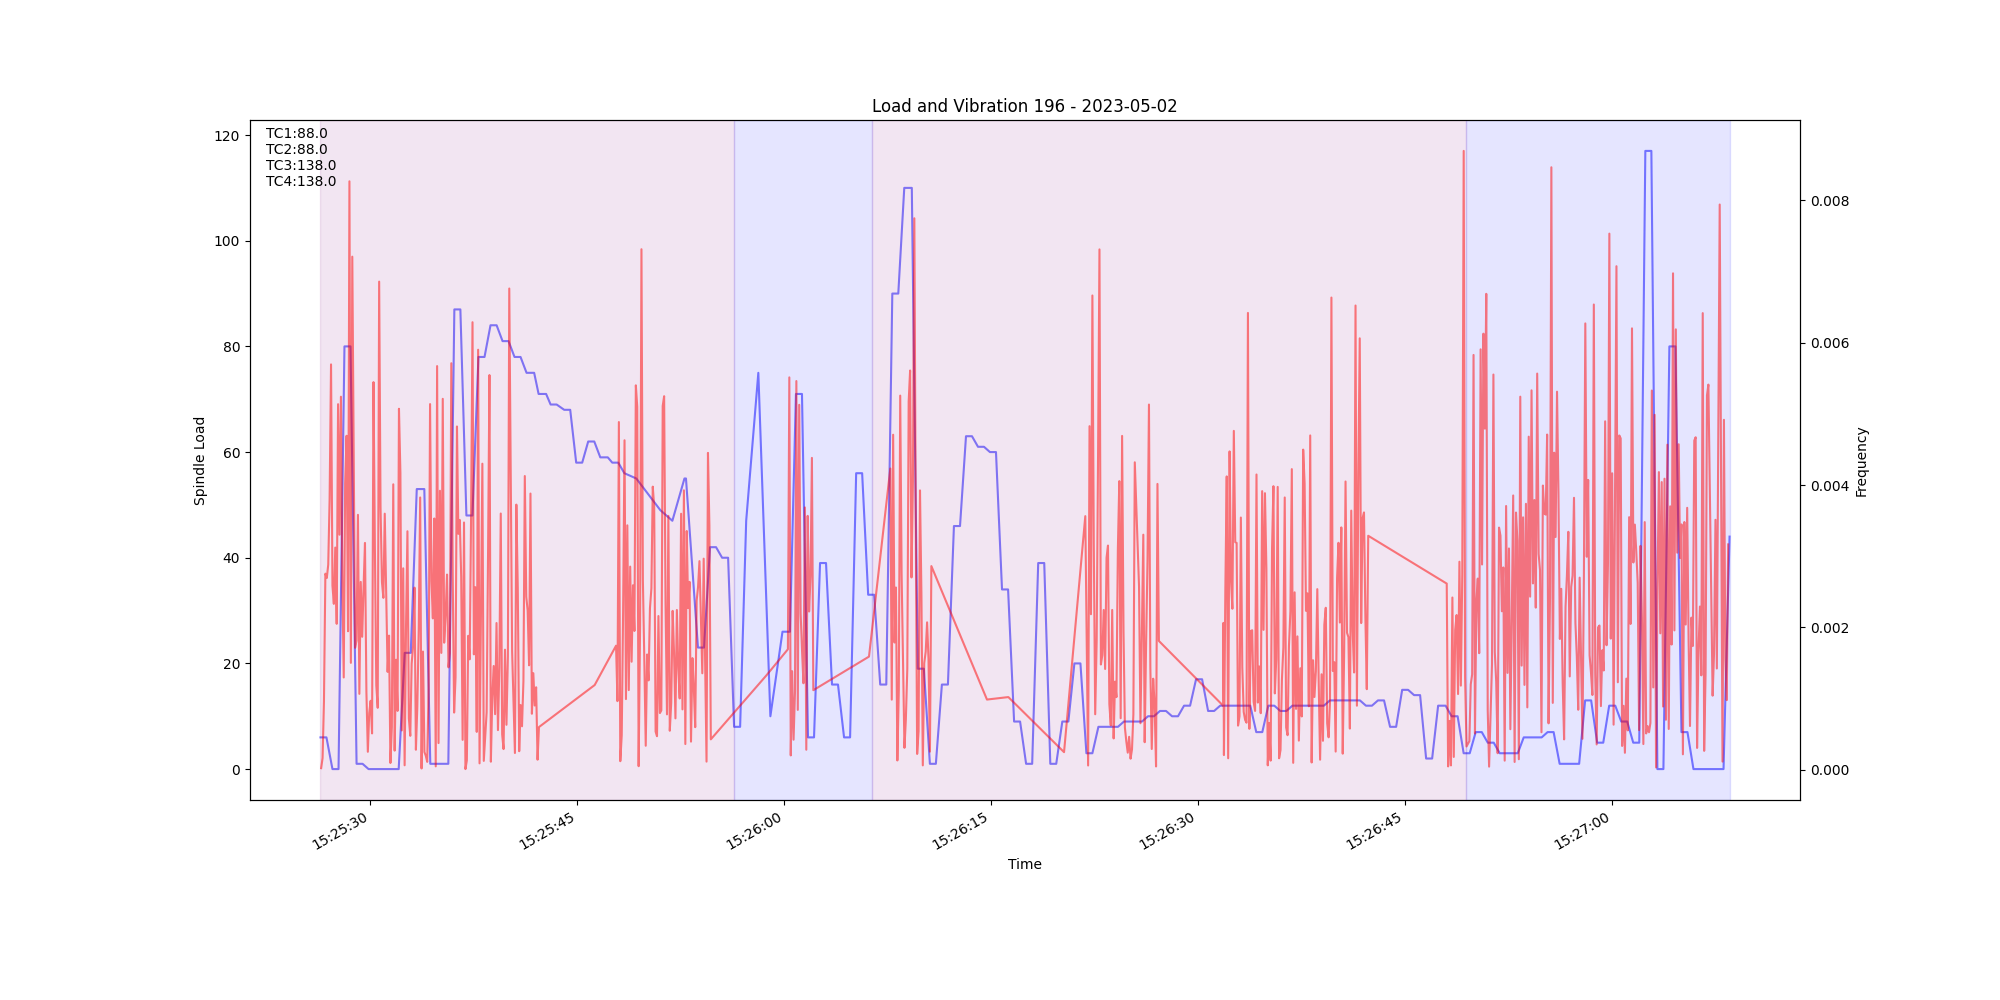 Load and Vibration 196 - 2023-05-02
TC1:88.0
TC2:88.0
TC3:138.0
TC4:138.0
Spindle Load
120
100
80
60
40
20
0
0.008
0.006
0.004
0.002
0.000
Frequency
15:25:30
15:25:45
15:26:00
15:26:15
15:26:30
15:26:45
15:27:00
Time